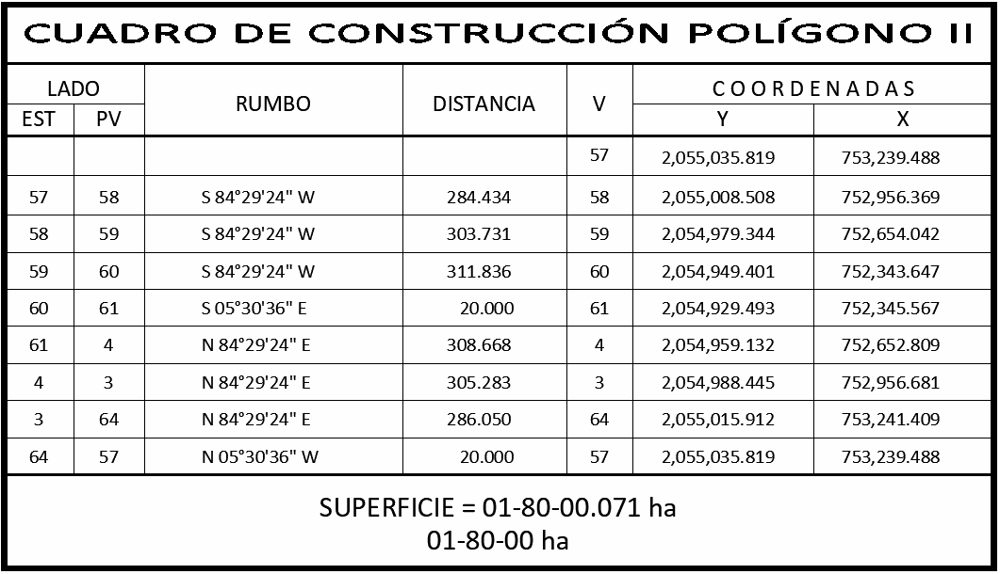 CUADRO DE CONSTRUCCIÓN POLÍGONO II
LADO RUMBO DISTANCIA V COORDENADAS
EST PV Y X
57 2,055,035.819 753,239.488
57 58 S 84°29'24" W 284.434 58 2,055,008.508 752,956.369
58 59 S 84°29'24" W 303.731 59 2,054,979.344 752,654.042
59 60 S 84°29'24" W 311.836 60 2,054,949.401 752,343.647
60 61 S 05°30'36" E 20.000 61 2,054,929.493 752,345.567
61 4 N 84°29'24" E 308.668 4 2,054,959.132 752,652.809
4 3 N 84°29'24" E 305.283 3 2,054,988.445 752,956.681
3 64 N 84°29'24" E 286.050 64 2,055,015.912 753,241.409
64 57 N 05°30'36" W 20.000 57 2,055,035.819 753,239.488
SUPERFICIE = 01-80-00.071 ha
01-80-00 ha